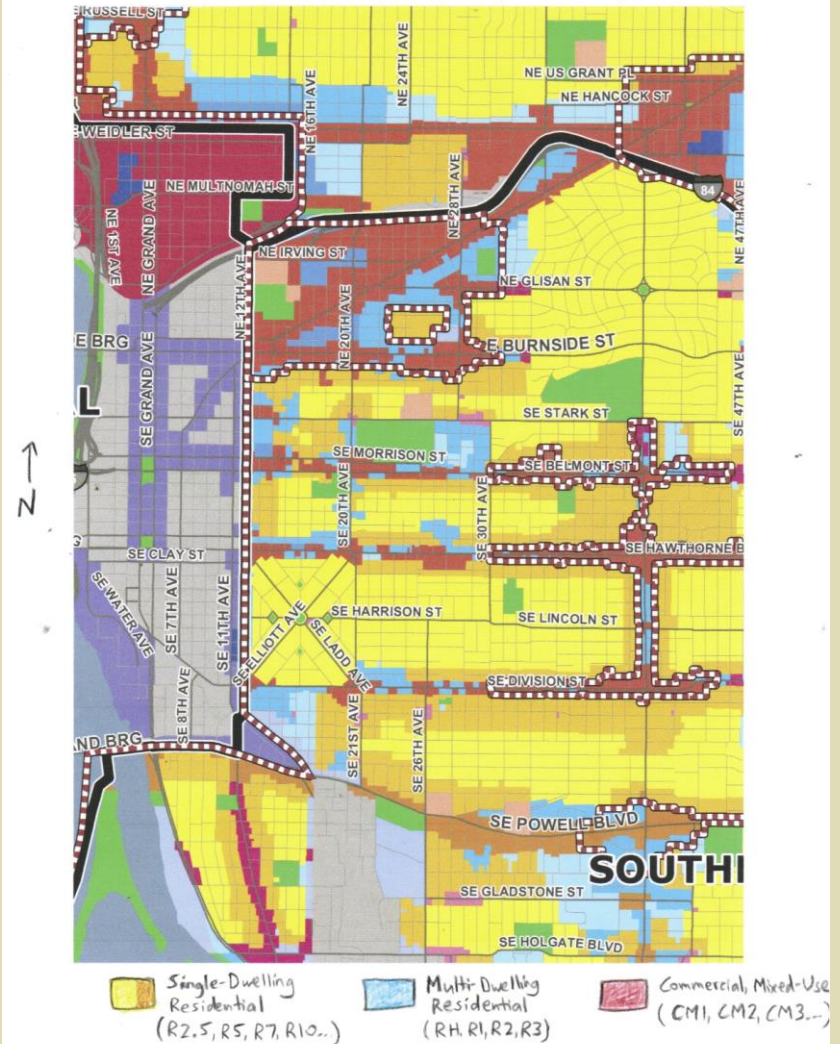 E RUSSELL ST
NE 24TH AVE
NE US GRANT PL
NE HANCOCK ST
NE 16TH AVE
E WEIDLER ST
NE MULTNOMAH ST
NE 28TH AVE
84
NE 47TH AVE
NE 1ST AVE
NE GRAND AVE
NE IRVING ST
NE 12TH AVE
NE GLISAN ST
NE 20TH AVE
DE BRG
E BURNSIDE ST
SE GRAND AVE
SE 47TH AVE
L
SE STARK ST
SE MORRISON ST
SE BELMONT ST
N
SE 20TH AVE
SE 30TH AVE
G
SE CLAY ST
SE HAWTHORNE B
SE WATER AVE
SE 7TH AVE
SE 11TH AVE
SE ELLIOTT AVE
SE LADD AVE
SE HARRISON ST
SE LINCOLN ST
SE DIVISION ST
SE 8TH AVE
SE 21ST AVE
SE 26TH AVE
AND BRG
SE POWELL BLVD
SOUTH
SE GLADSTONE ST
SE HOLGATE BLVD
Single-Dwelling
Residential
(R2.5, R5, R7, R10..)
Multi-Dwelling
Residential
(RH, R1, R2, R3)
Commercial, Mixed-Use
(CM1, CM2, CM3...)